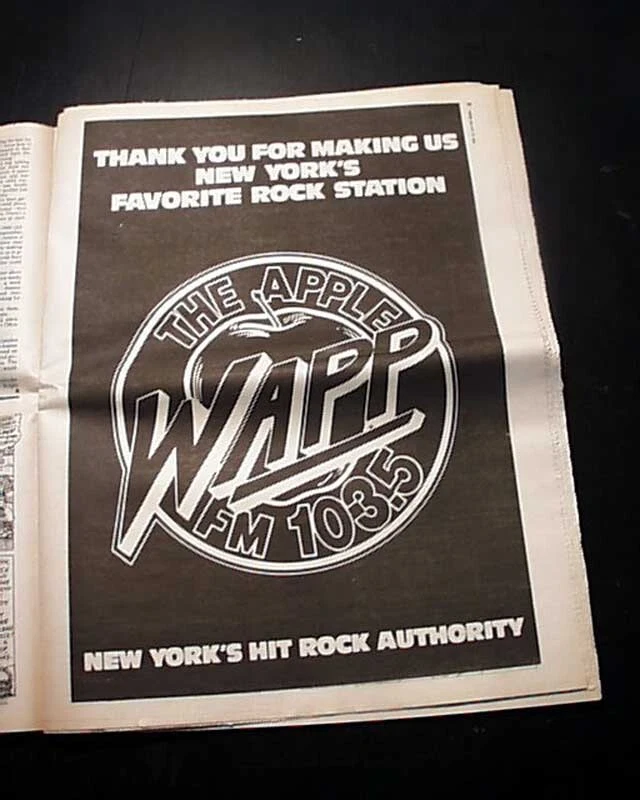 THANK YOU FOR MAKING US
NEW YORK'S
FAVORITE ROCK STATION
THE APPLE
WAPP
FM 103.5
NEW YORK'S HIT ROCK AUTHORITY